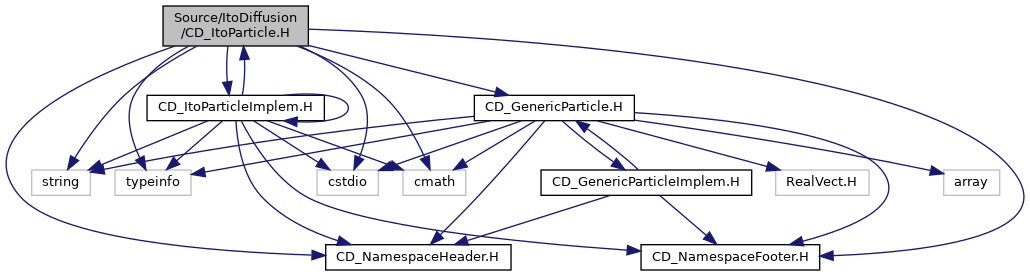 Source/ItoDiffusion
/CD_ItoParticle.H
CD_ItoParticleImplem.H
CD_GenericParticle.H
string
typeinfo
cstdio
cmath
CD_GenericParticleImplem.H
RealVect.H
array
CD_NamespaceHeader.H
CD_NamespaceFooter.H